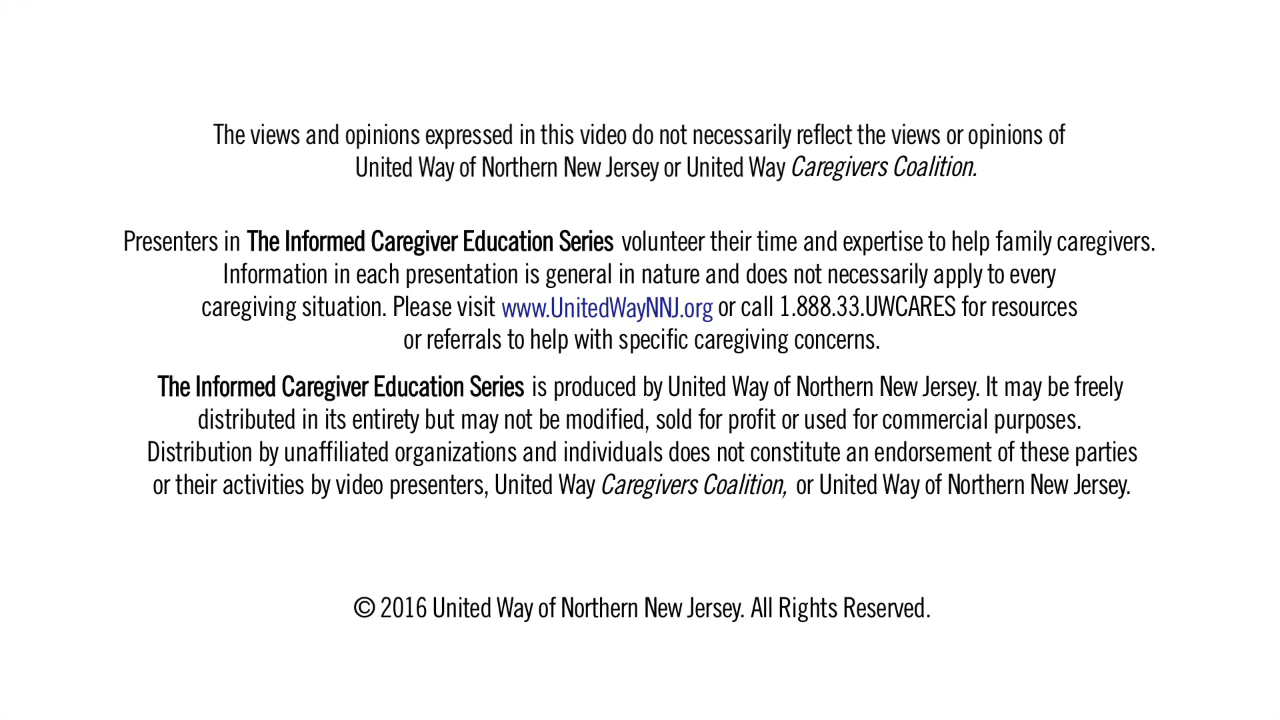 The views and opinions expressed in this video do not necessarily reflect the views or opinions of
United Way of Northern New Jersey or United Way Caregivers Coalition.
Presenters in The Informed Caregiver Education Series volunteer their time and expertise to help family caregivers.
Information in each presentation is general in nature and does not necessarily apply to every
caregiving situation. Please visit www.UnitedWayNNJ.org or call 1.888.33.UWCARES for resources
or referrals to help with specific caregiving concerns.
The Informed Caregiver Education Series is produced by United Way of Northern New Jersey. It may be freely
distributed in its entirety but may not be modified, sold for profit or used for commercial purposes.
Distribution by unaffiliated organizations and individuals does not constitute an endorsement of these parties
or their activities by video presenters, United Way Caregivers Coalition, or United Way of Northern New Jersey.
© 2016 United Way of Northern New Jersey. All Rights Reserved.